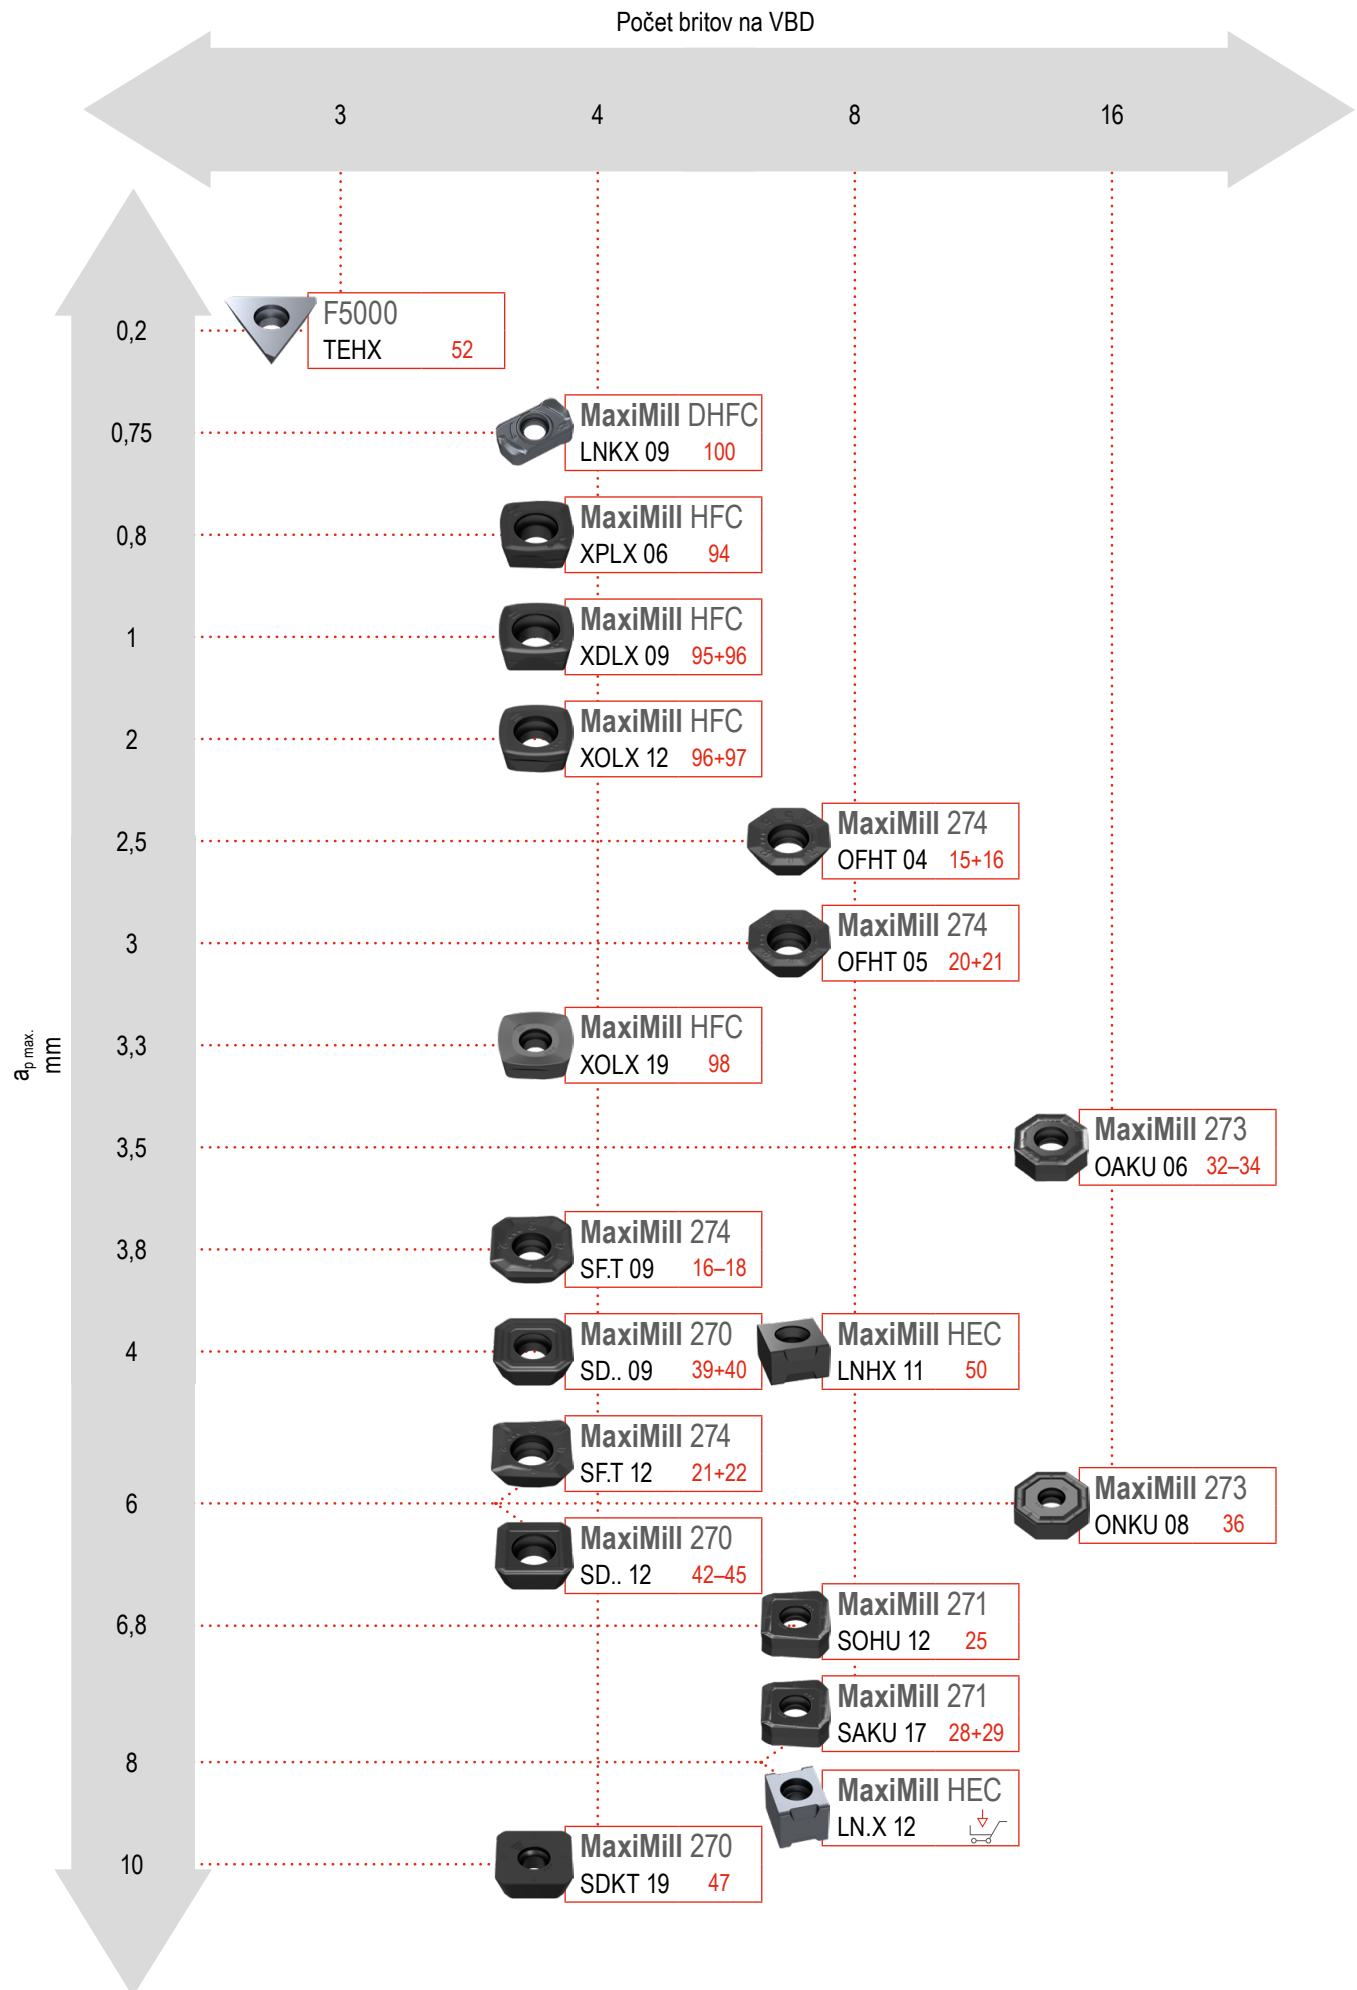 Počet britov na VBD
3 4 8 16
0,2
F5000
TEHX 52
0,75
MaxiMill DHFC
LNKX 09 100
0,8
MaxiMill HFC
XPLX 06 94
1
MaxiMill HFC
XDLX 09 95+96
2
MaxiMill HFC
XOLX 12 96+97
2,5
MaxiMill 274
OFHT 04 15+16
3
MaxiMill 274
OFHT 05 20+21
3,3
MaxiMill HFC
XOLX 19 98
ap max.
mm
3,5
MaxiMill 273
OAKU 06 32–34
3,8
MaxiMill 274
SF.T 09 16–18
4
MaxiMill 270
SD.. 09 39+40
MaxiMill HEC
LNHX 11 50
6
MaxiMill 274
SF.T 12 21+22
MaxiMill 273
ONKU 08 36
MaxiMill 270
SD.. 12 42–45
6,8
MaxiMill 271
SOHU 12 25
8
MaxiMill 271
SAKU 17 28+29
MaxiMill HEC
LN.X 12
10
MaxiMill 270
SDKT 19 47